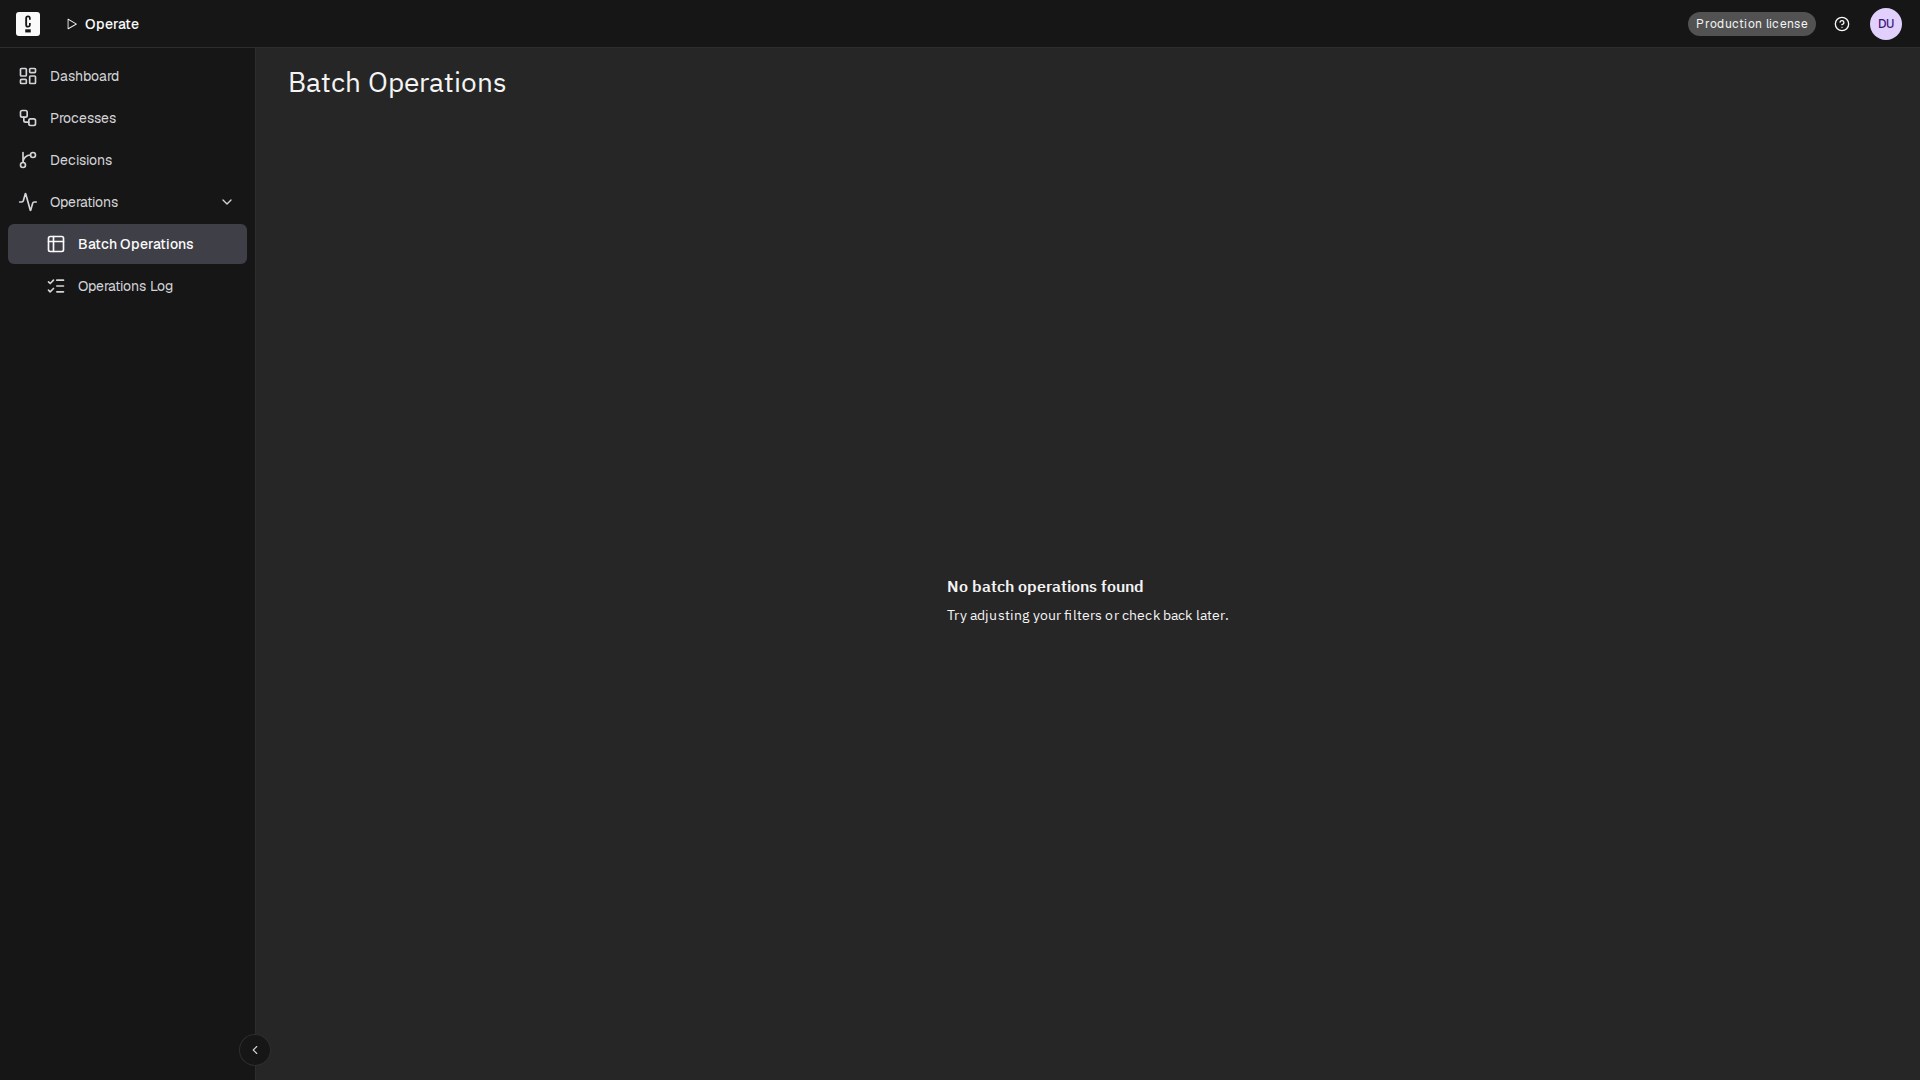 Operate
Production license
DU
Dashboard
Processes
Decisions
Operations
Batch Operations
Operations Log
Batch Operations
No batch operations found
Try adjusting your filters or check back later.